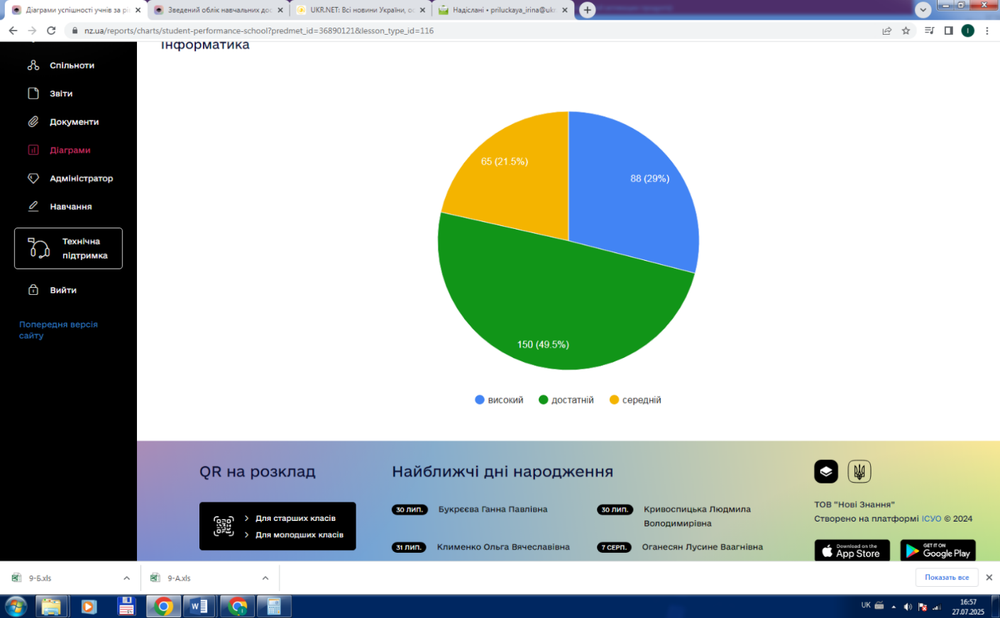 Діаграми успішності учнів за рі
Зведений облік навчальних дос
UKR.NET: Всі новини України, ос
Надіслані • priluckaya_irina@ukr
nz.ua/reports/charts/student-performance-school?predmet_id=36890121&lesson_type_id=116
Інформатика
Спільноти
Звіти
Документи
Діаграми
Адміністратор
Навчання
Технічна
підтримка
Вийти
Попередня версія
сайту
65 (21.5%)
88 (29%)
150 (49.5%)
високий
достатній
середній
QR на розклад
Для старших класів
Для молодших класів
Найближчі дні народження
30 ЛИП.
Букрєєва Ганна Павлівна
30 ЛИП.
Кривоспицька Людмила
Володимирівна
31 ЛИП.
Клименко Ольга Вячеславівна
7 СЕРП.
Оганесян Лусине Ваагнівна
ТОВ "Нові Знання"
Створено на платформі ІСУО © 2024
Download on the
App Store
GET IT ON
Google Play
9-Б.xls
9-А.xls
Показать все
UK
16:57
27.07.2025